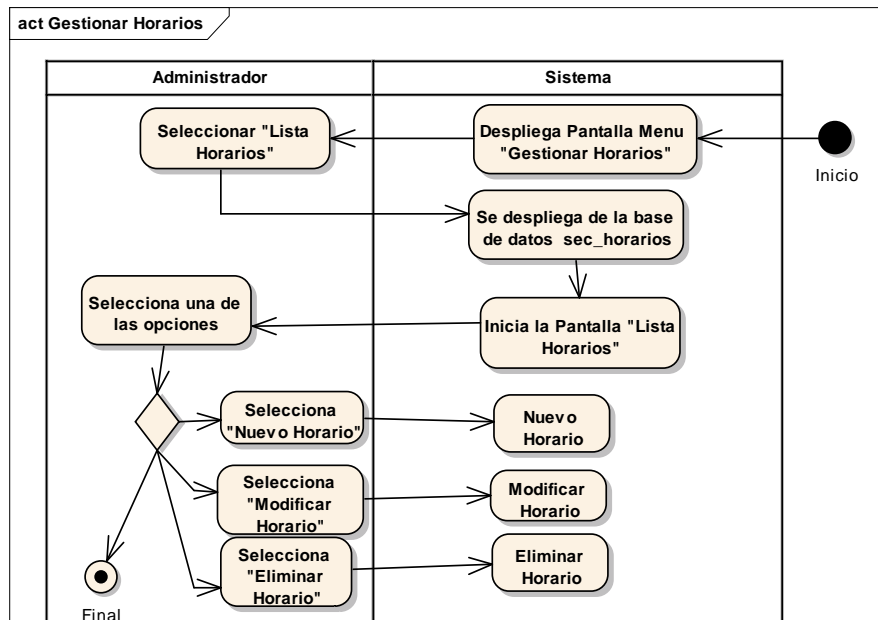 act Gestionar Horarios
Administrador
Sistema
Seleccionar "Lista
Horarios"
Despliega Pantalla Menu
"Gestionar Horarios"
Inicio
Se despliega de la base
de datos sec_horarios
Selecciona una de
las opciones
Inicia la Pantalla "Lista
Horarios"
Selecciona
"Nuevo Horario"
Nuevo
Horario
Selecciona
"Modificar
Horario"
Modificar
Horario
Selecciona
"Eliminar
Horario"
Eliminar
Horario
Final